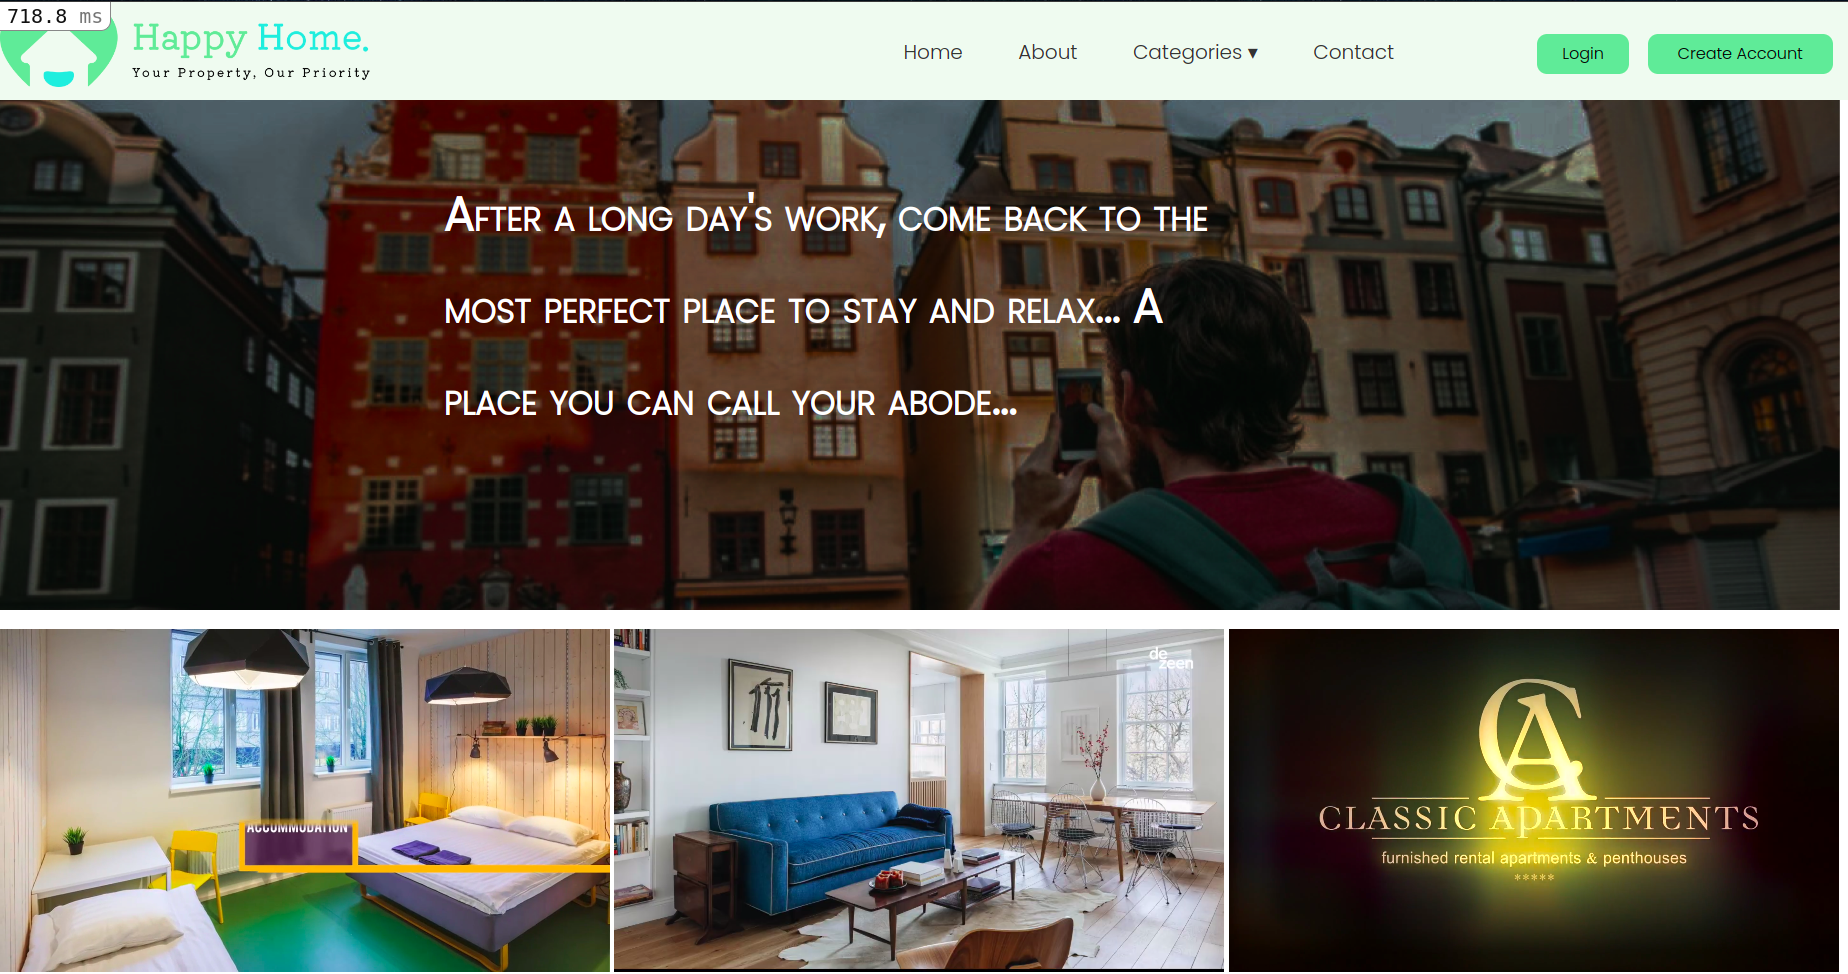 718.8 ms
Happy Home.
Your Property, Our Priority
Home
About
Categories ▾
Contact
Login
Create Account
After a long day's work, come back to the
most perfect place to stay and relax... A
place you can call your abode...
ACCOMMODATION
de
zeen
CA
CLASSIC APARTMENTS
furnished rental apartments & penthouses
*****